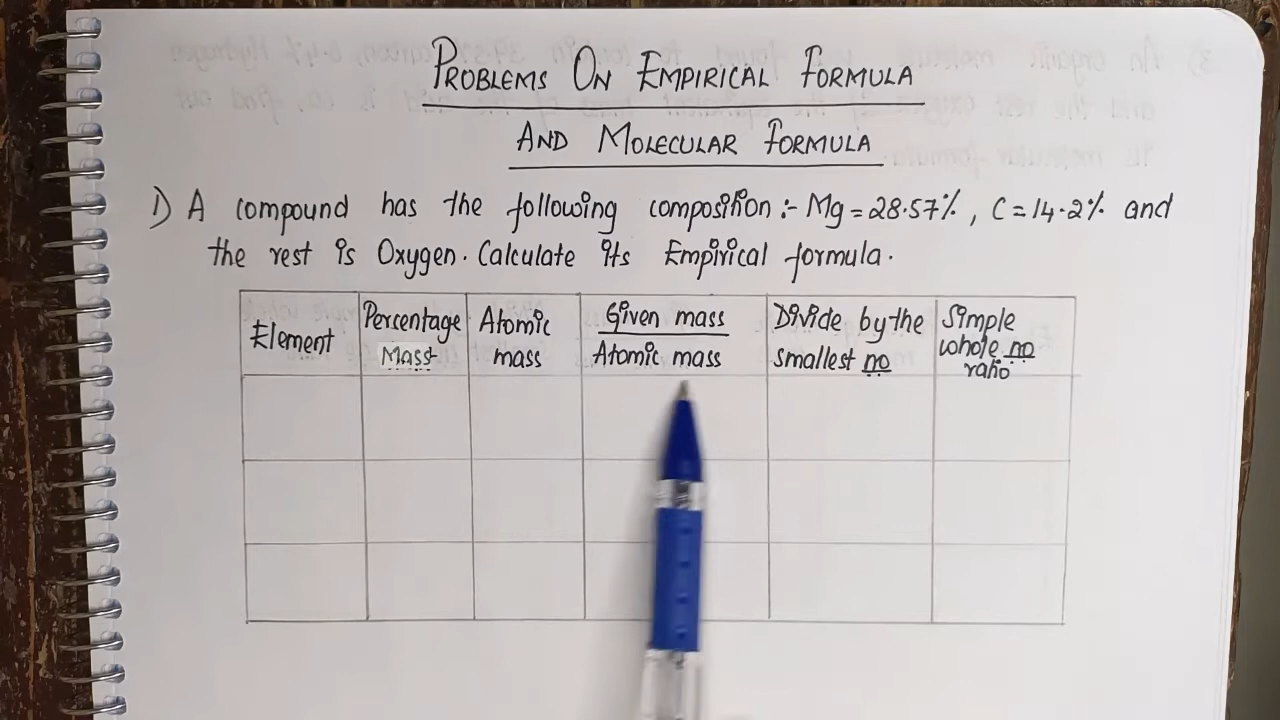 PROBLEMS ON EMPIRICAL FORMULA
AND MOLECULAR FORMULA
1) A compound has the following composition :- Mg = 28.57%, C = 14.2% and
the rest is Oxygen. Calculate its Empirical formula.
Element
Percentage
Mass
Atomic
mass
Given mass
Atomic mass
Divide by the
smallest no
Simple
whole no
ratio